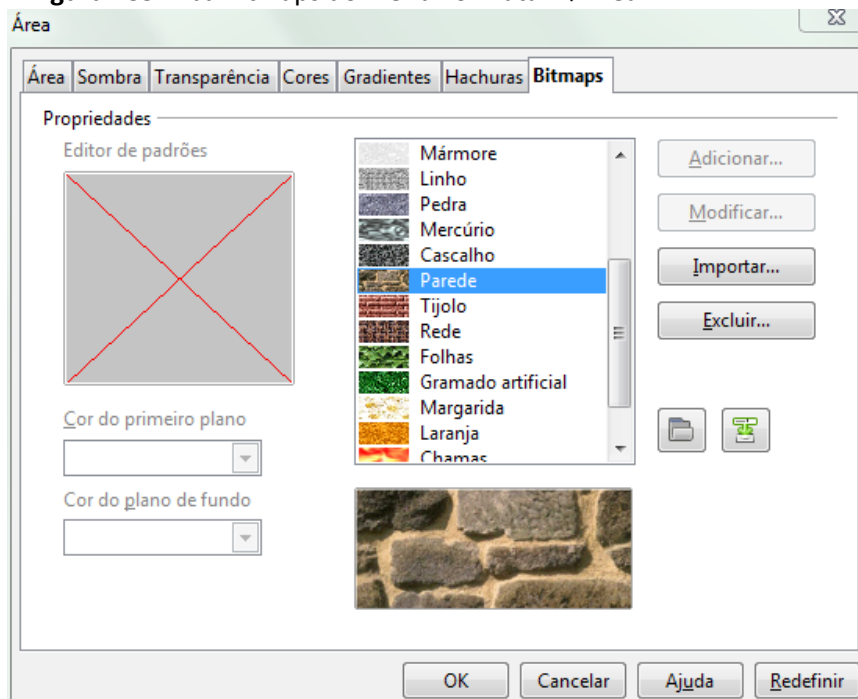 Área
Área Sombra Transparência Cores Gradientes Hachuras Bitmaps
Propriedades
Editor de padrões
Mármore
Linho
Pedra
Mercúrio
Cascalho
Parede
Tijolo
Rede
Folhas
Gramado artificial
Margarida
Laranja
Chamas
Adicionar...
Modificar...
Importar...
Excluir...
Cor do primeiro plano
Cor do plano de fundo
OK Cancelar Ajuda Redefinir